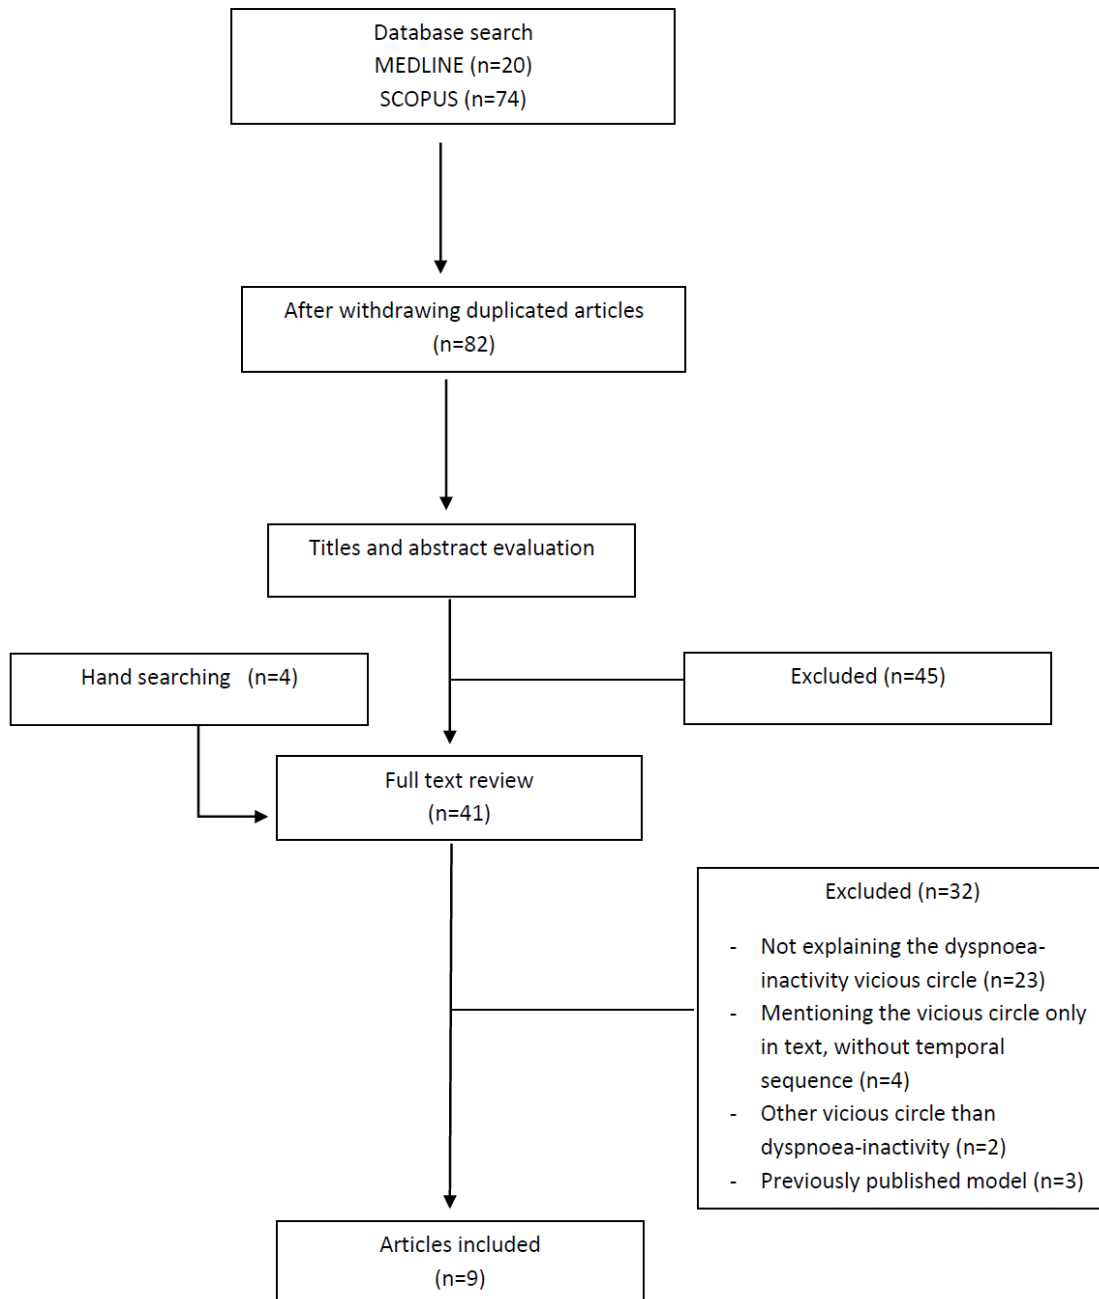 Database search
MEDLINE (n=20)
SCOPUS (n=74)
After withdrawing duplicated articles
(n=82)
Titles and abstract evaluation
Hand searching (n=4)
Excluded (n=45)
Full text review
(n=41)
Excluded (n=32)
- Not explaining the dyspnoea-
inactivity vicious circle (n=23)
- Mentioning the vicious circle only
in text, without temporal
sequence (n=4)
- Other vicious circle than
dyspnoea-inactivity (n=2)
- Previously published model (n=3)
Articles included
(n=9)